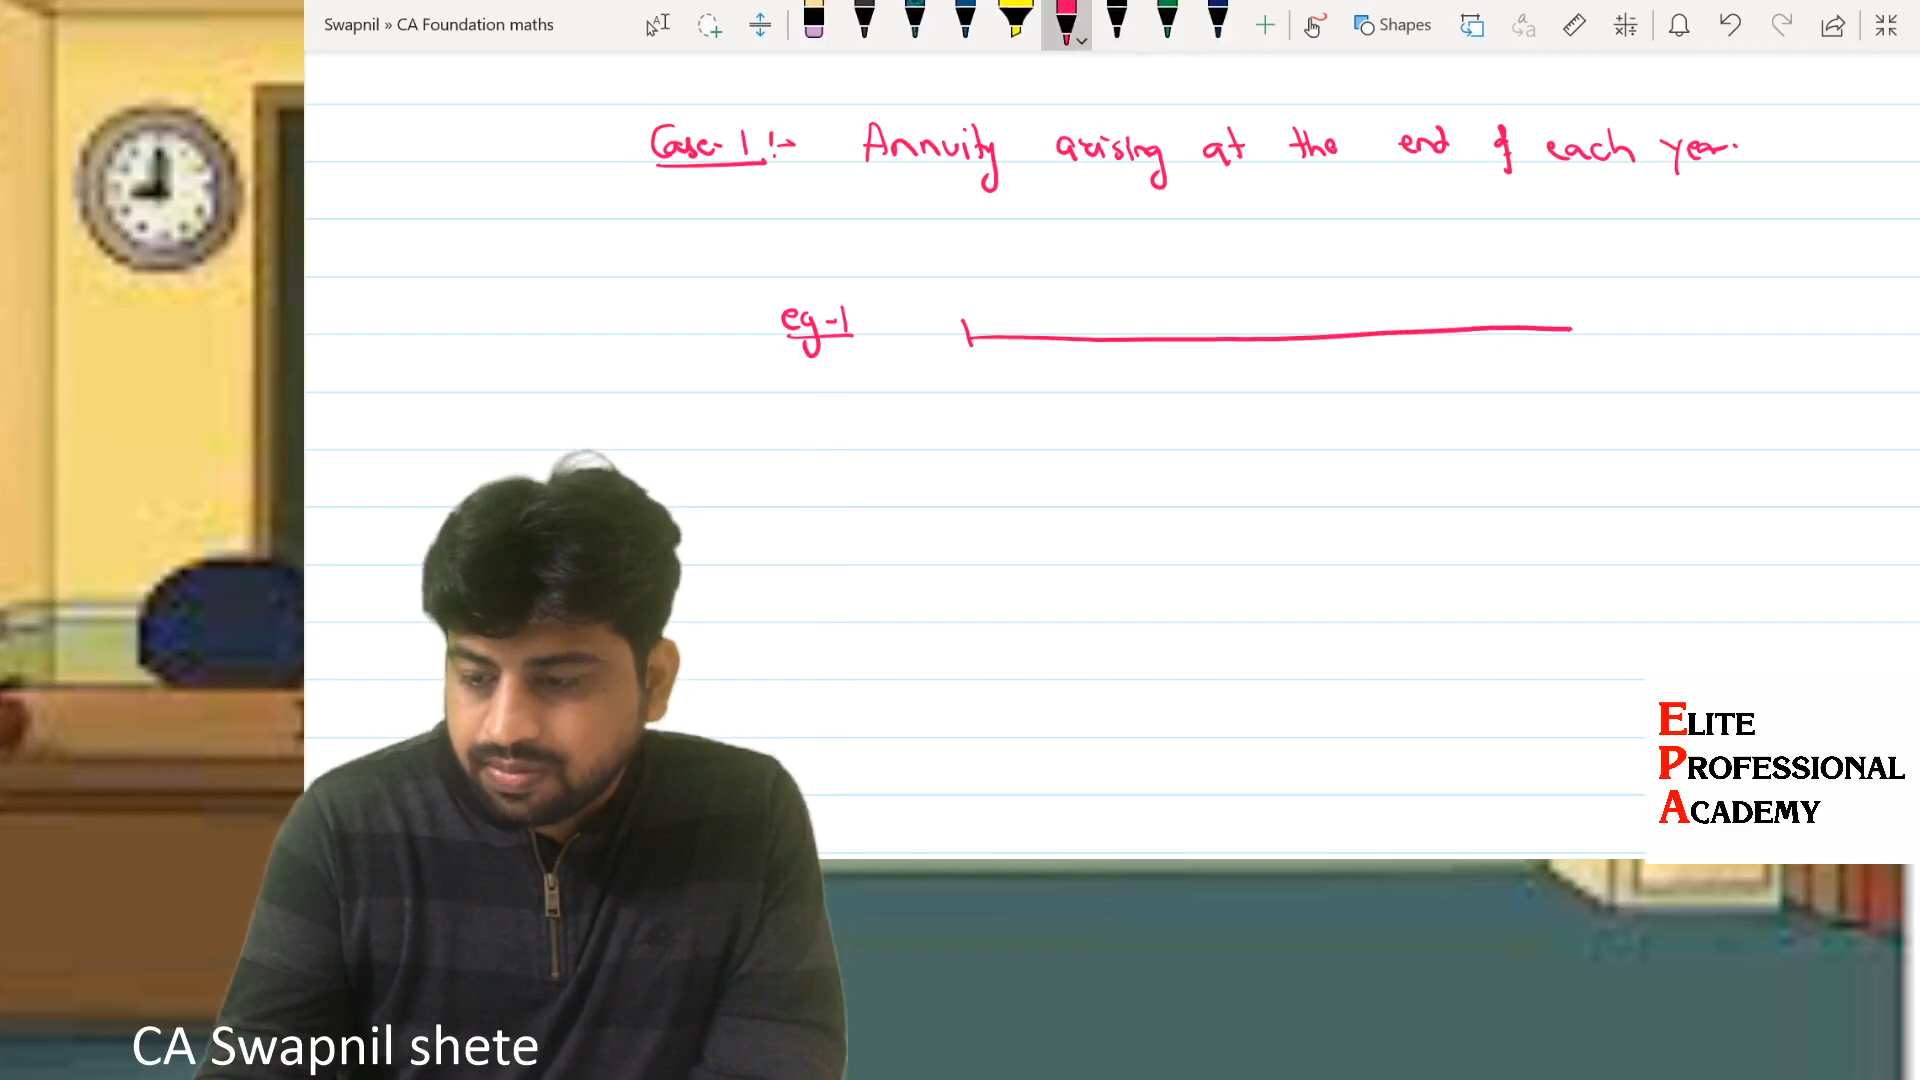 Swapnil » CA Foundation maths
Shapes
Case-1 :- Annuity arising at the end of each year.
eg-1
ELITE
PROFESSIONAL
ACADEMY
CA Swapnil shete